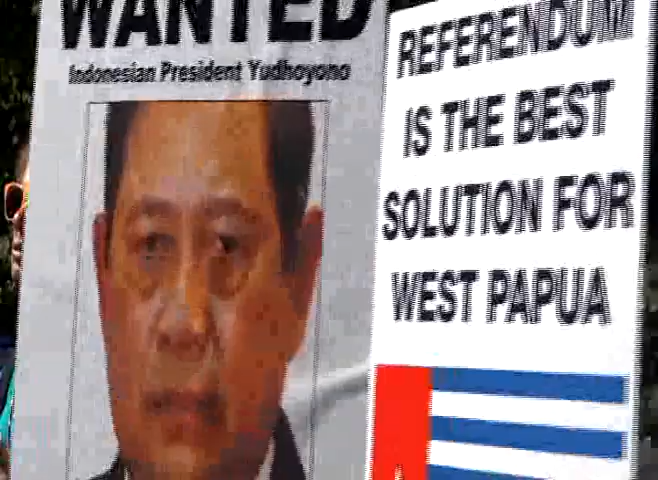 WANTED
Indonesian President Yudhoyono
REFERENDUM
IS THE BEST
SOLUTION FOR
WEST PAPUA